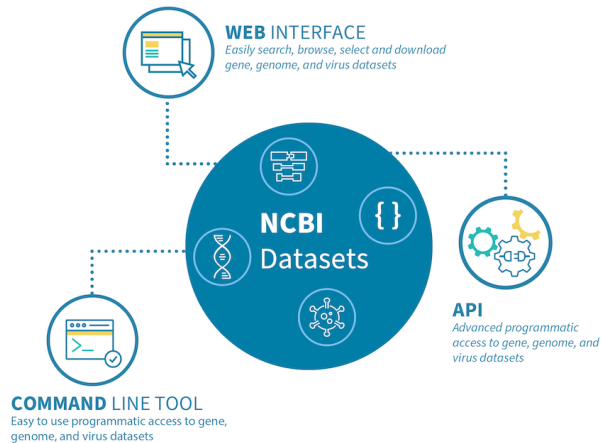 WEB INTERFACE
Easily search, browse, select and download
gene, genome, and virus datasets
{ }
NCBI
Datasets
API
Advanced programmatic
access to gene, genome, and
virus datasets
>_
COMMAND LINE TOOL
Easy to use programmatic access to gene,
genome, and virus datasets